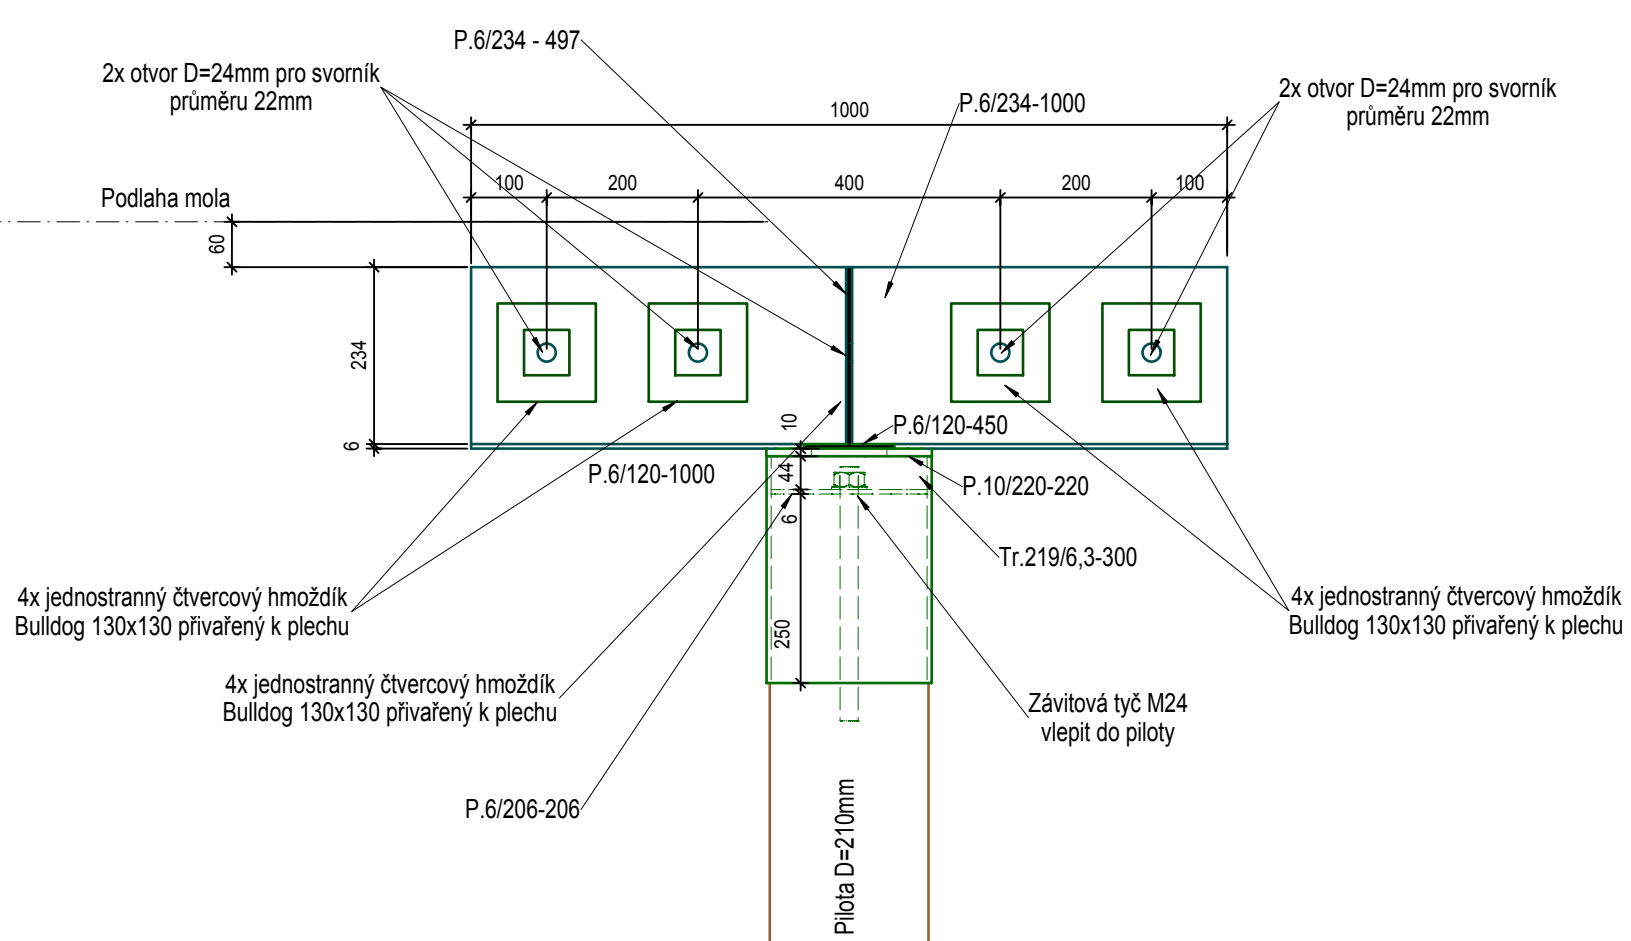 P.6/234 - 497
2x otvor D=24mm pro svorník
průměru 22mm
P.6/234-1000
2x otvor D=24mm pro svorník
průměru 22mm
1000
100
200
400
200
100
Podlaha mola
60
234
6
10
P.6/120-450
P.6/120-1000
44
P.10/220-220
6
Tr.219/6,3-300
4x jednostranný čtvercový hmoždík
Bulldog 130x130 přivařený k plechu
4x jednostranný čtvercový hmoždík
Bulldog 130x130 přivařený k plechu
250
4x jednostranný čtvercový hmoždík
Bulldog 130x130 přivařený k plechu
Závitová tyč M24
vlepit do piloty
P.6/206-206
Pilota D=210mm